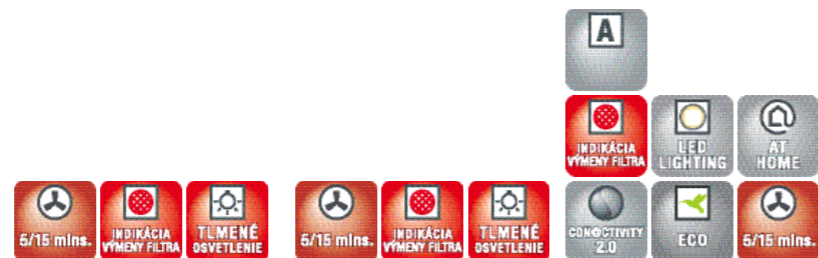 A
INDIKÁCIA
VÝMENY FILTRA
LED
LIGHTING
AT
HOME
5/15 mins.
INDIKÁCIA
VÝMENY FILTRA
TLMENÉ
OSVETLENIE
5/15 mins.
INDIKÁCIA
VÝMENY FILTRA
TLMENÉ
OSVETLENIE
CONNECTIVITY
2.0
ECO
5/15 mins.